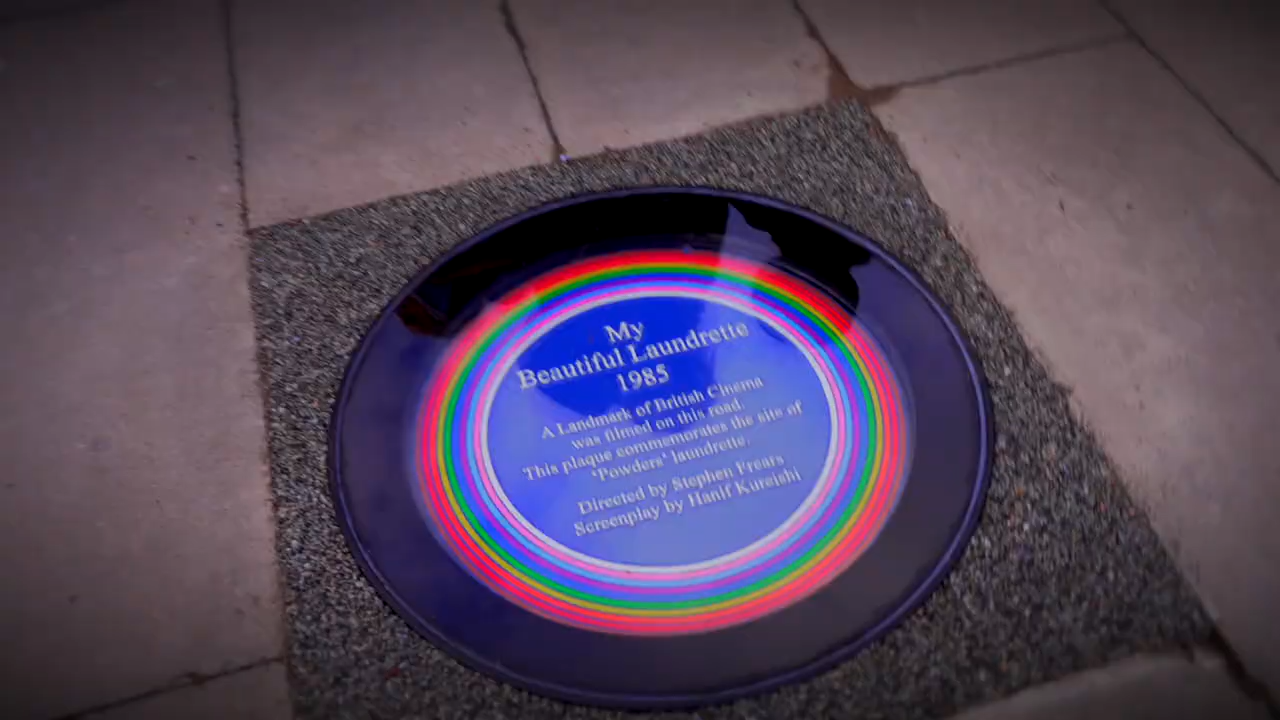 My
Beautiful Laundrette
1985
A Landmark of British Cinema
was filmed on this road.
This plaque commemorates the site of
'Powders' laundrette.
Directed by Stephen Frears
Screenplay by Hanif Kureishi